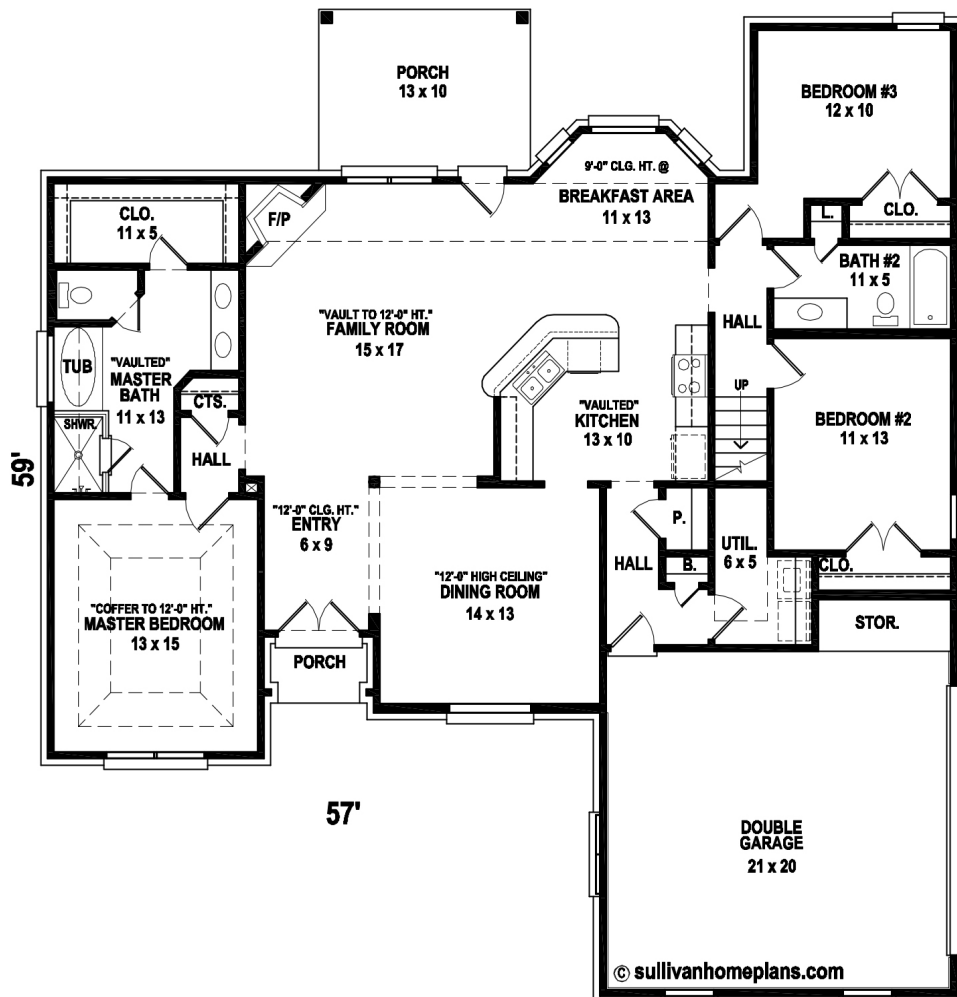 PORCH
13 x 10
BEDROOM #3
12 x 10
9'-0" CLG. HT. @
BREAKFAST AREA
11 x 13
CLO.
11 x 5
F/P
L.
CLO.
BATH #2
11 x 5
"VAULT TO 12'-0" HT."
FAMILY ROOM
15 x 17
HALL
TUB
"VAULTED"
MASTER
BATH
11 x 13
CTS.
UP
"VAULTED"
KITCHEN
13 x 10
BEDROOM #2
11 x 13
SHWR.
HALL
59'
"12'-0" CLG. HT."
ENTRY
6 x 9
P.
UTIL.
6 x 5
HALL
B.
CLO.
"12'-0" HIGH CEILING"
DINING ROOM
14 x 13
"COFFER TO 12'-0" HT."
MASTER BEDROOM
13 x 15
STOR.
PORCH
57'
DOUBLE
GARAGE
21 x 20
© sullivanhomeplans.com